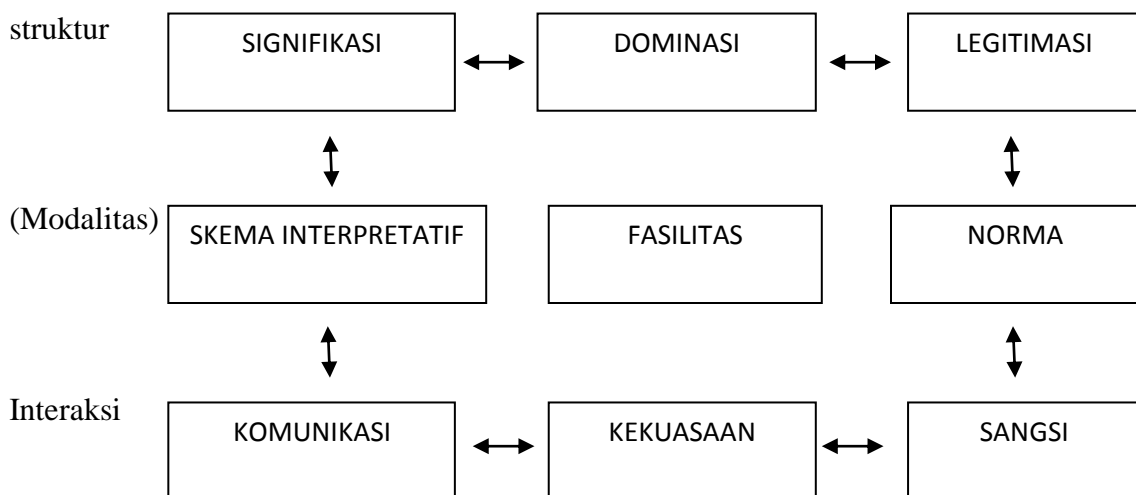 struktur
SIGNIFIKASI
DOMINASI
LEGITIMASI
(Modalitas)
SKEMA INTERPRETATIF
FASILITAS
NORMA
Interaksi
KOMUNIKASI
KEKUASAAN
SANGSI